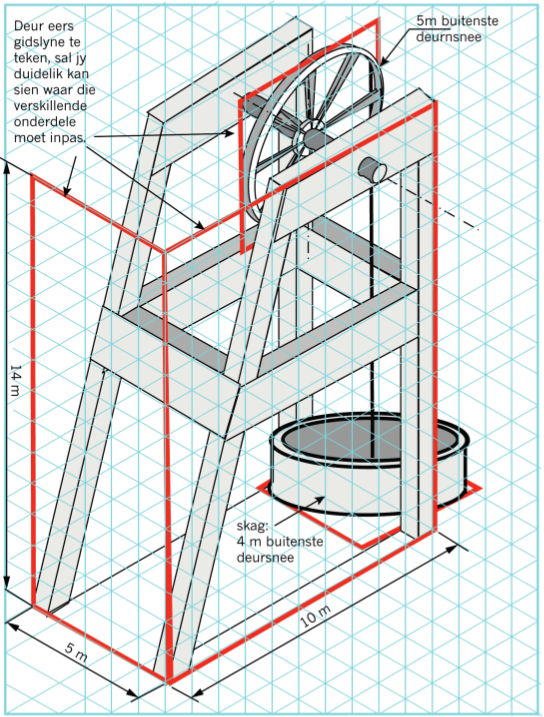 Deur eers
gidslyne te
teken, sal jy
duidelik kan
sien waar die
verskillende
onderdele
moet inpas.
5m buitenste
deurnsnee
14 m
skag:
4 m buitenste
deursnee
10 m
5 m